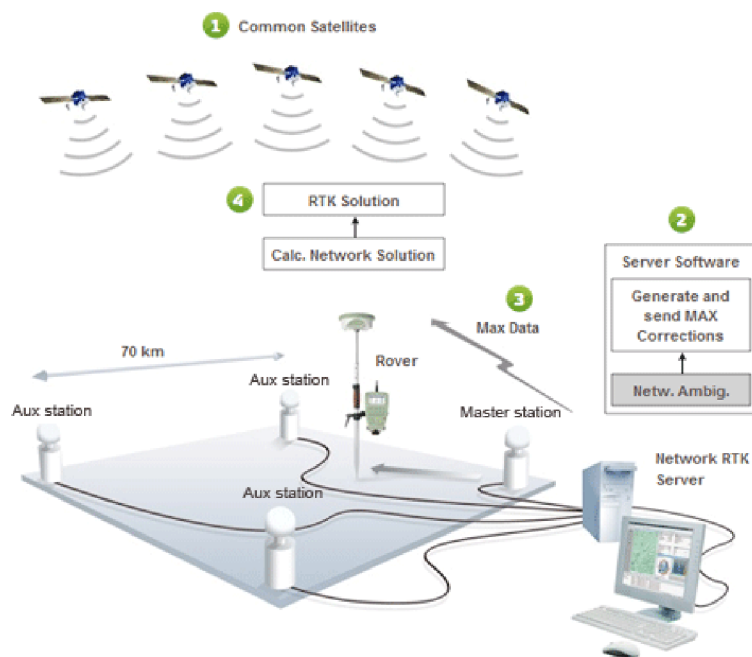 1 Common Satellites
4 RTK Solution
Calc. Network Solution
2
Server Software
Generate and
send MAX
Corrections
Netw. Ambig.
3
Max Data
70 km
Rover
Aux station
Aux station
Master station
Aux station
Network RTK
Server